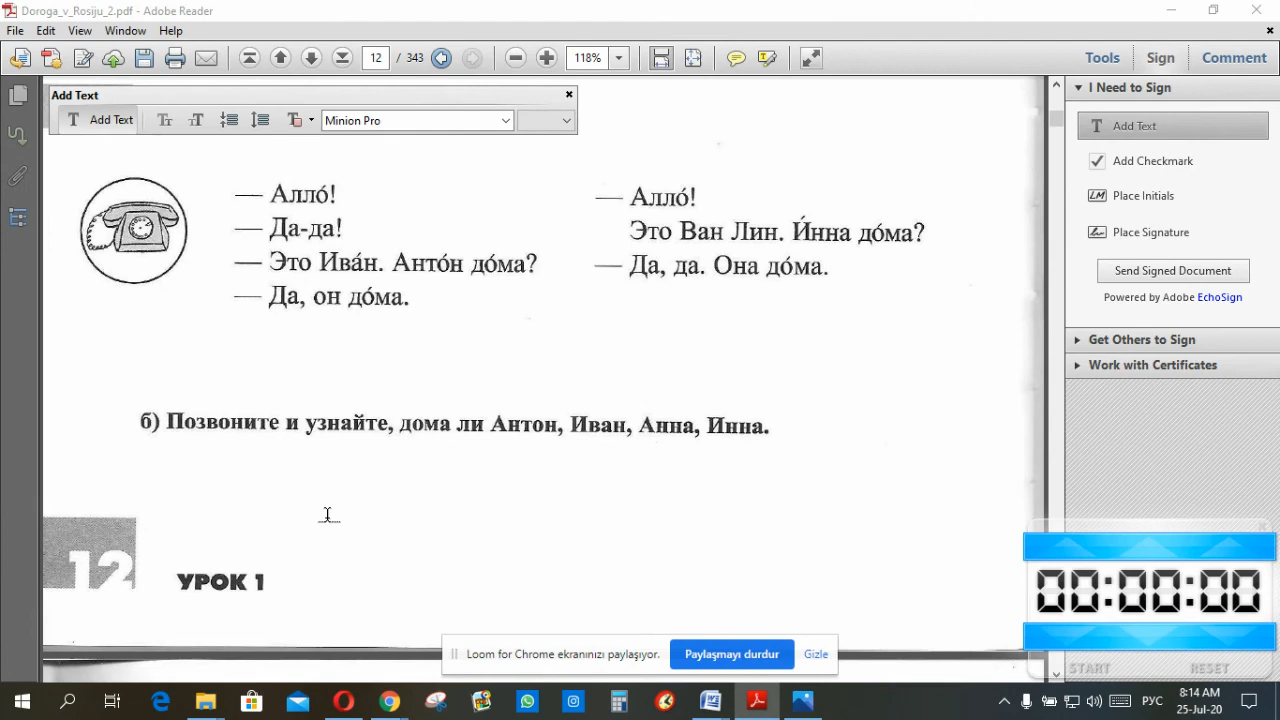 Doroga_v_Rosiju_2.pdf - Adobe Reader
File Edit View Window Help
12 / 343 118% Tools Sign Comment
Add Text
Add Text Minion Pro
— Алло́!
— Да-да!
— Это Ива́н. Анто́н до́ма?
— Да, он до́ма.
— Алло́!
Это Ван Лин. И́нна до́ма?
— Да, да. Она до́ма.
б) Позвоните и узнайте, дома ли Антон, Иван, Анна, Инна.
12 УРОК 1
I Need to Sign
Add Text
Add Checkmark
Place Initials
Place Signature
Send Signed Document
Powered by Adobe EchoSign
Get Others to Sign
Work with Certificates
00:00:00
START RESET
Loom for Chrome ekranınızı paylaşıyor. Paylaşmayı durdur Gizle
РУС 8:14 AM
25-Jul-20